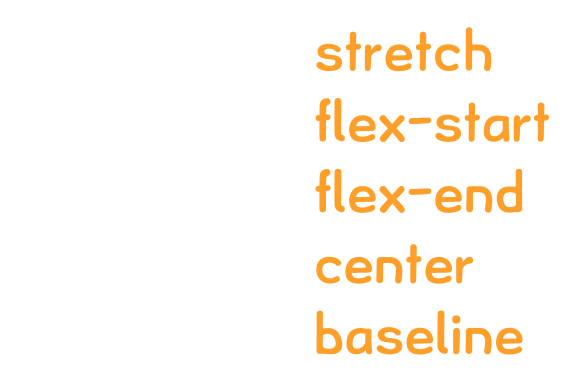 stretch
flex-start
flex-end
center
baseline